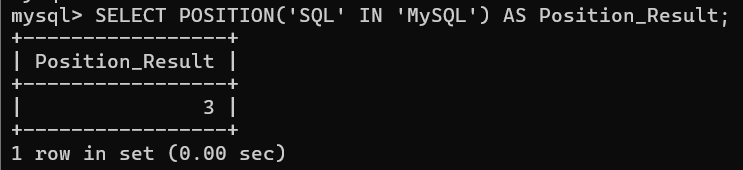 mysql> SELECT POSITION('SQL' IN 'MySQL') AS Position_Result;
+-----------------+
| Position_Result |
+-----------------+
|               3 |
+-----------------+
1 row in set (0.00 sec)